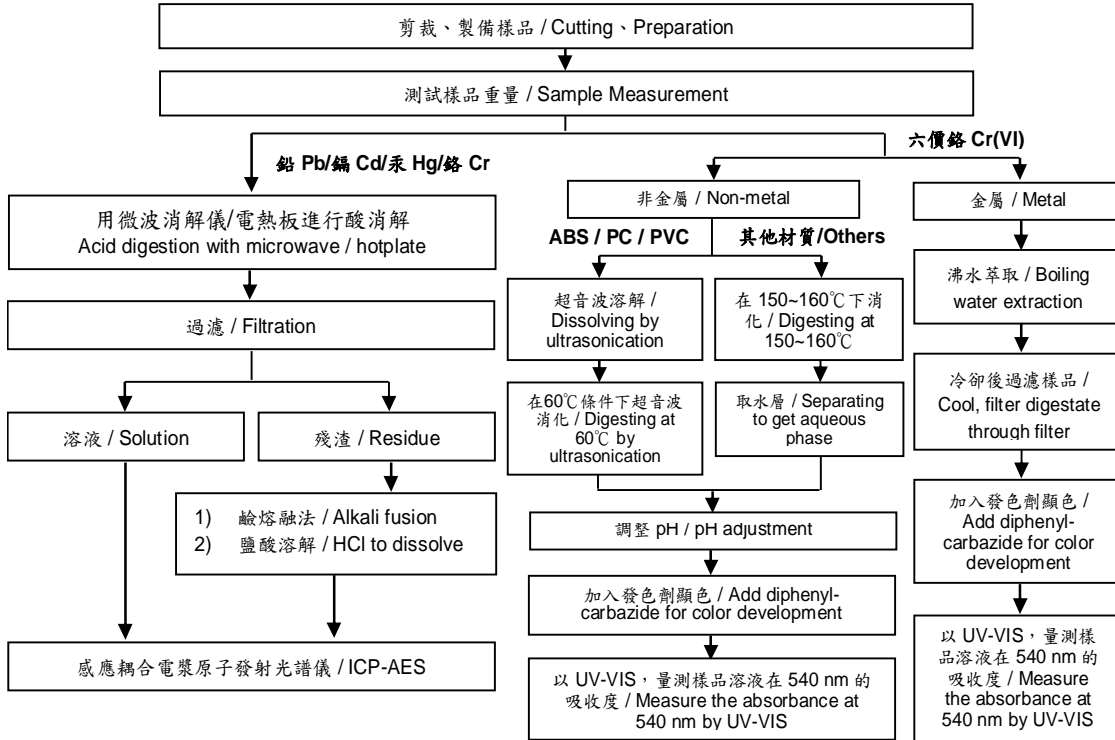 剪裁、製備樣品 / Cutting、Preparation
測試樣品重量 / Sample Measurement
鉛 Pb/鎘 Cd/汞 Hg/鉻 Cr
六價鉻 Cr(VI)
用微波消解儀/電熱板進行酸消解
Acid digestion with microwave / hotplate
過濾 / Filtration
溶液 / Solution
殘渣 / Residue
1) 鹼熔融法 / Alkali fusion
2) 鹽酸溶解 / HCl to dissolve
感應耦合電漿原子發射光譜儀 / ICP-AES
非金屬 / Non-metal
ABS / PC / PVC
其他材質/Others
超音波溶解 /
Dissolving by
ultrasonication
在60℃條件下超音波
消化 / Digesting at
60℃ by
ultrasonication
在 150~160℃下消
化 / Digesting at
150~160℃
取水層 / Separating
to get aqueous
phase
調整 pH / pH adjustment
加入發色劑顯色 / Add diphenyl-
carbazide for color development
以 UV-VIS，量測樣品溶液在 540 nm 的
吸收度 / Measure the absorbance at
540 nm by UV-VIS
金屬 / Metal
沸水萃取 / Boiling
water extraction
冷卻後過濾樣品 /
Cool, filter digestate
through filter
加入發色劑顯色 /
Add diphenyl-
carbazide for color
development
以 UV-VIS，量測樣
品溶液在 540 nm 的
吸收度 / Measure
the absorbance at
540 nm by UV-VIS